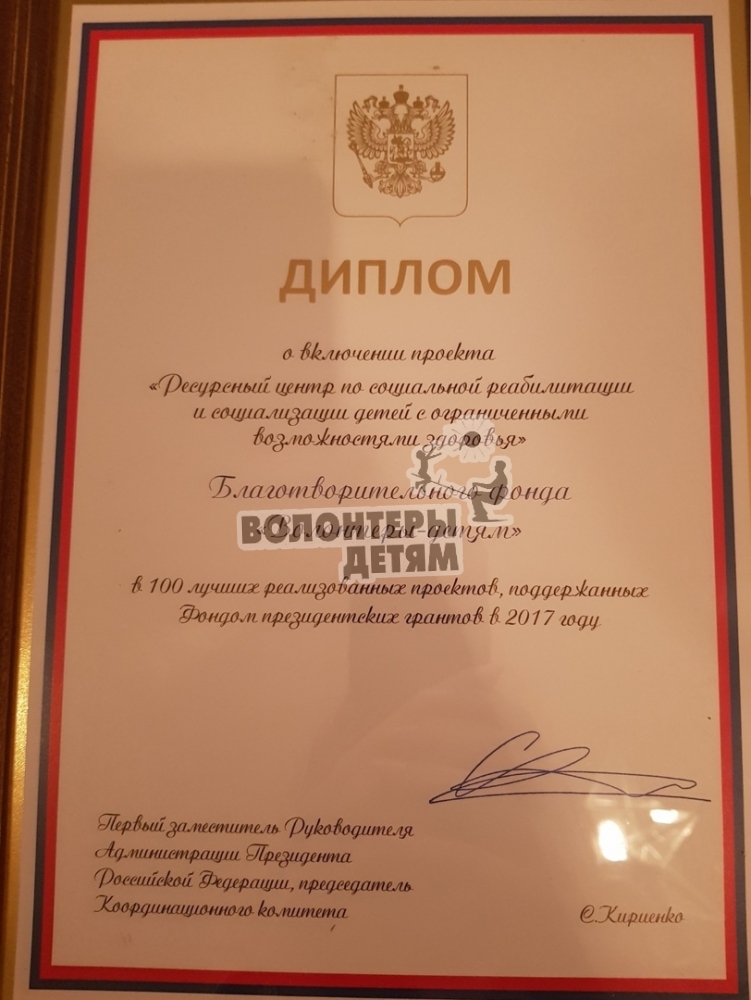 ДИПЛОМ
о включении проекта
«Ресурсный центр по социальной реабилитации
и социализации детей с ограниченными
возможностями здоровья»
Благотворительного фонда
«Волонтеры-детям»
ВОЛОНТЕРЫ
ДЕТЯМ
в 100 лучших реализованных проектов, поддержанных
Фондом президентских грантов в 2017 году
Первый заместитель Руководителя
Администрации Президента
Российской Федерации, председатель
Координационного комитета
С.Кириенко